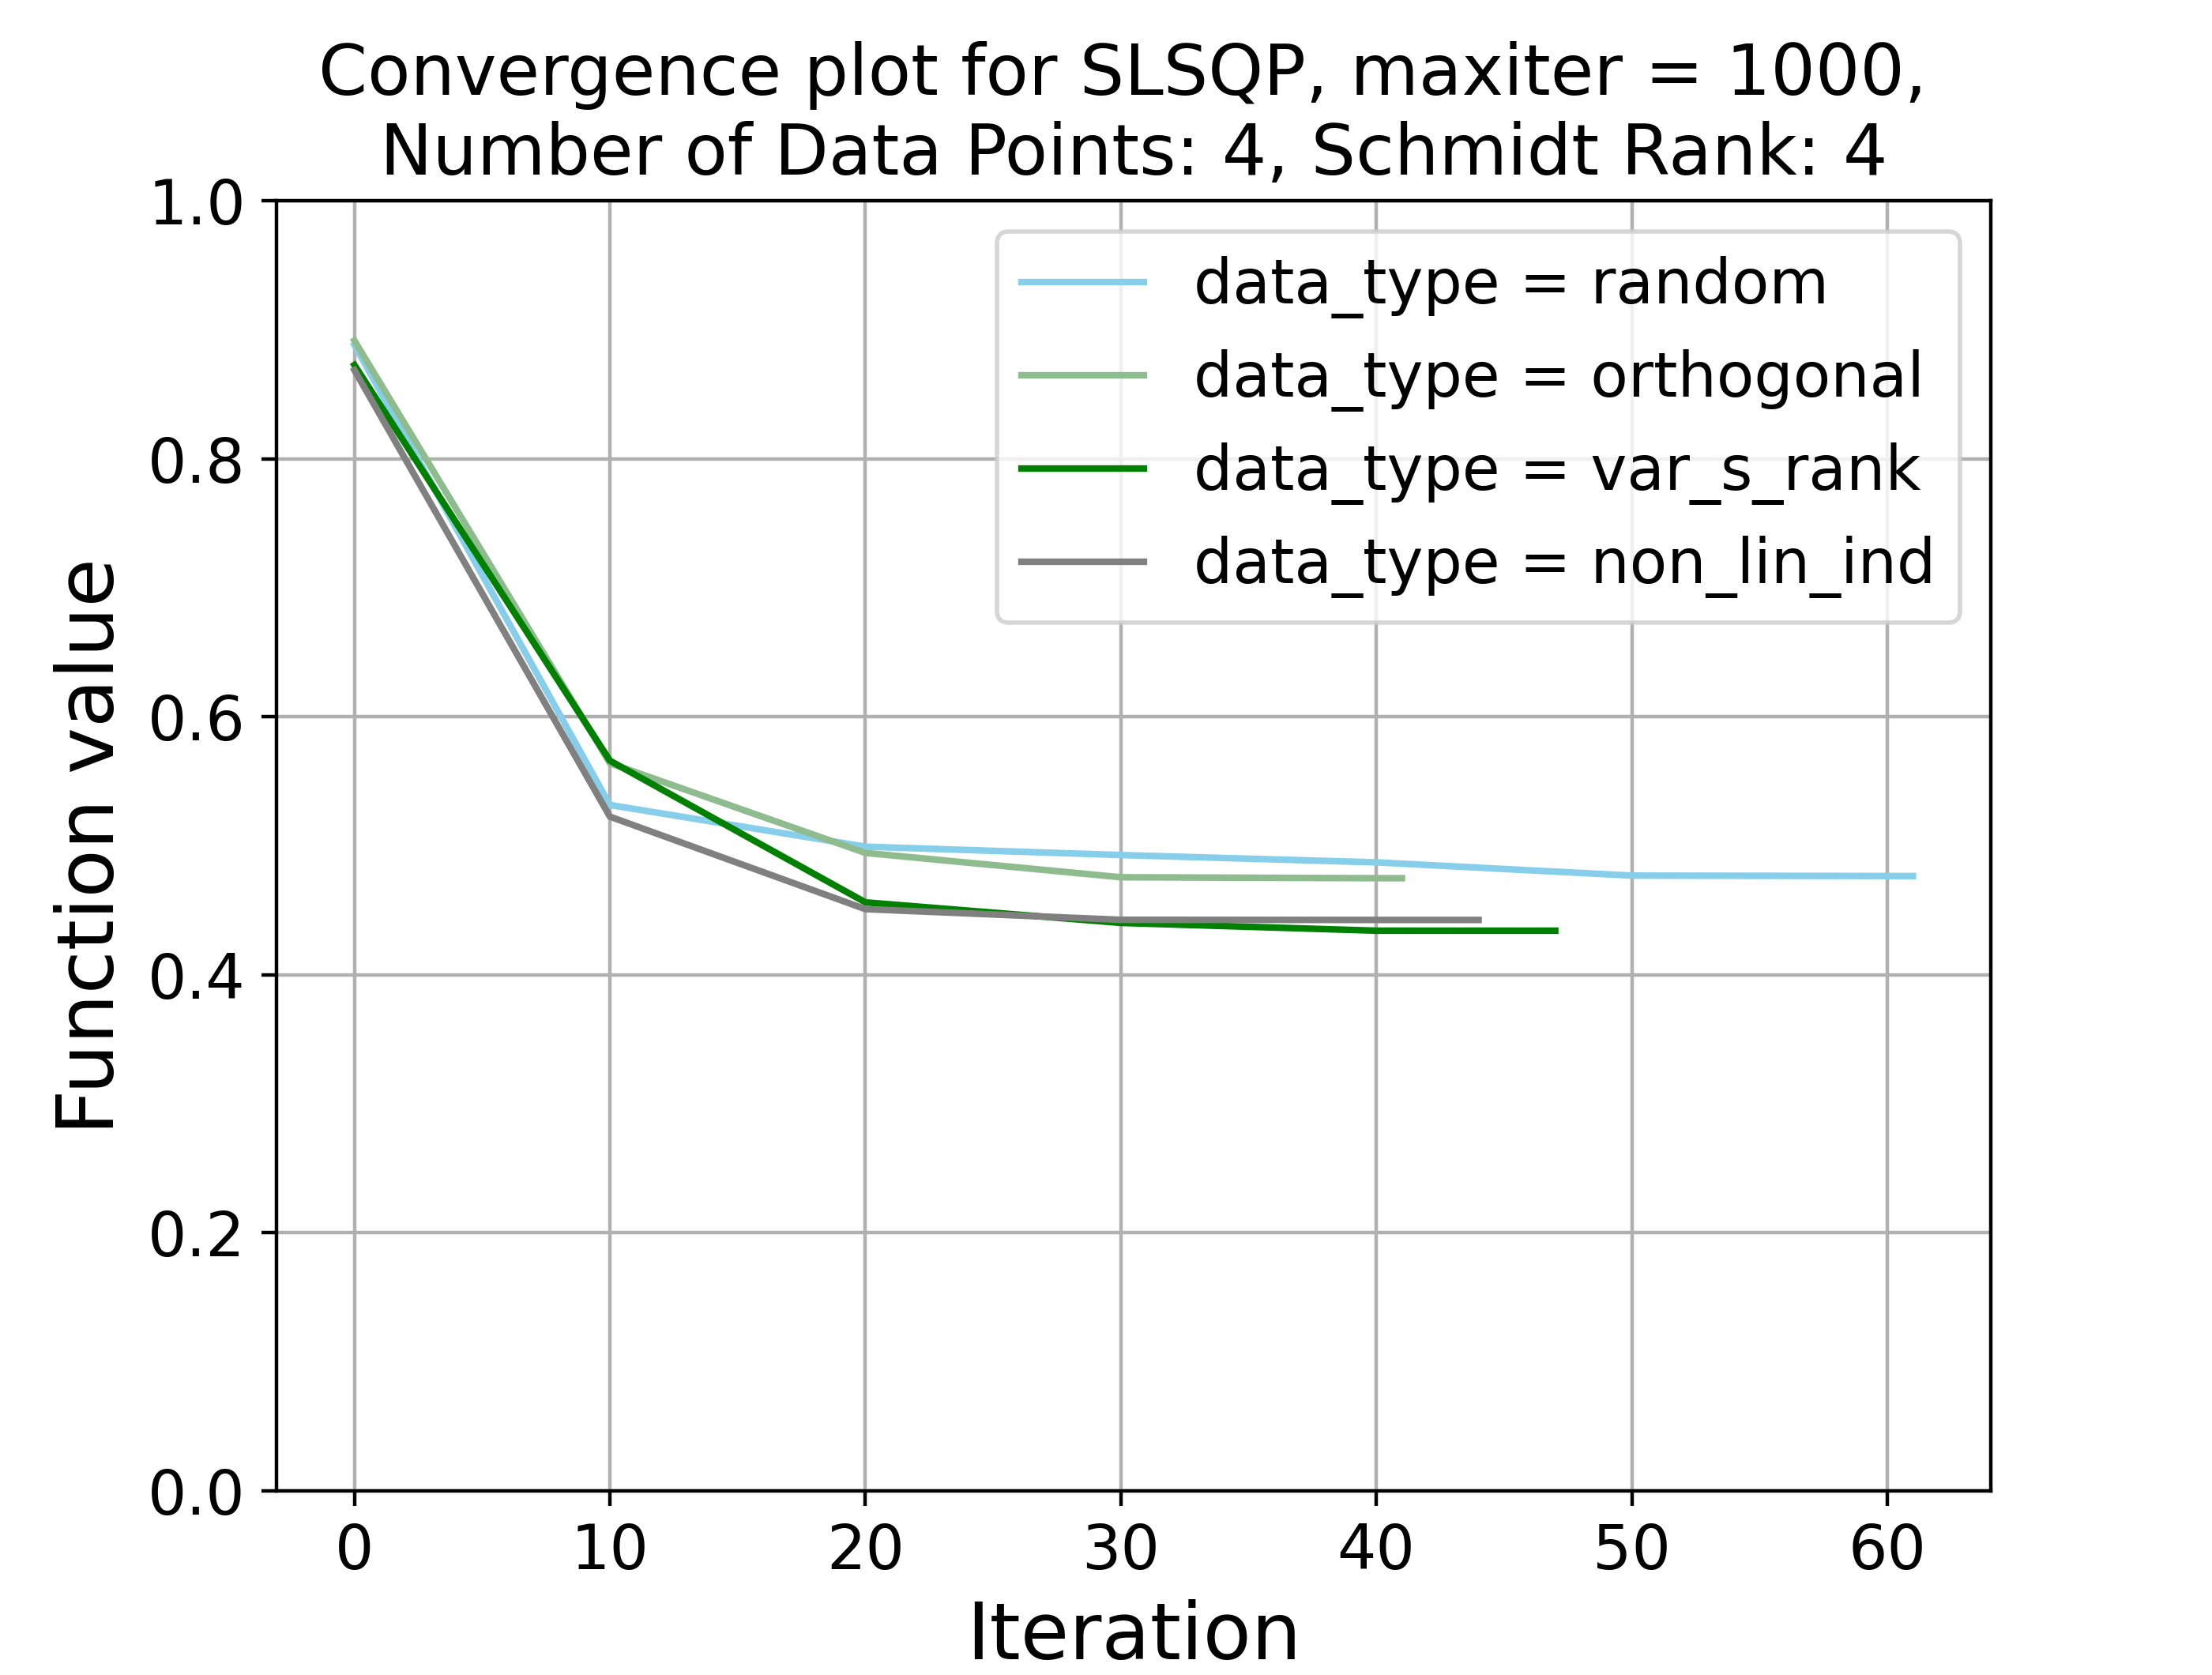 Convergence plot for SLSQP, maxiter = 1000,
Number of Data Points: 4, Schmidt Rank: 4
1.0
0.8
0.6
0.4
0.2
0.0
Function value
data_type = random
data_type = orthogonal
data_type = var_s_rank
data_type = non_lin_ind
0 10 20 30 40 50 60
Iteration